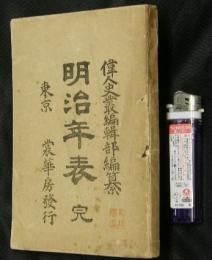 偉人史叢編輯部編纂
明治年表 完
東京 裳華房發行